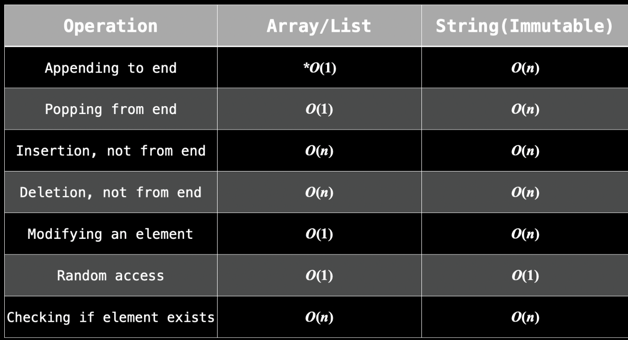 Operation Array/List String(Immutable)
Appending to end *O(1) O(n)
Popping from end O(1) O(n)
Insertion, not from end O(n) O(n)
Deletion, not from end O(n) O(n)
Modifying an element O(1) O(n)
Random access O(1) O(1)
Checking if element exists O(n) O(n)